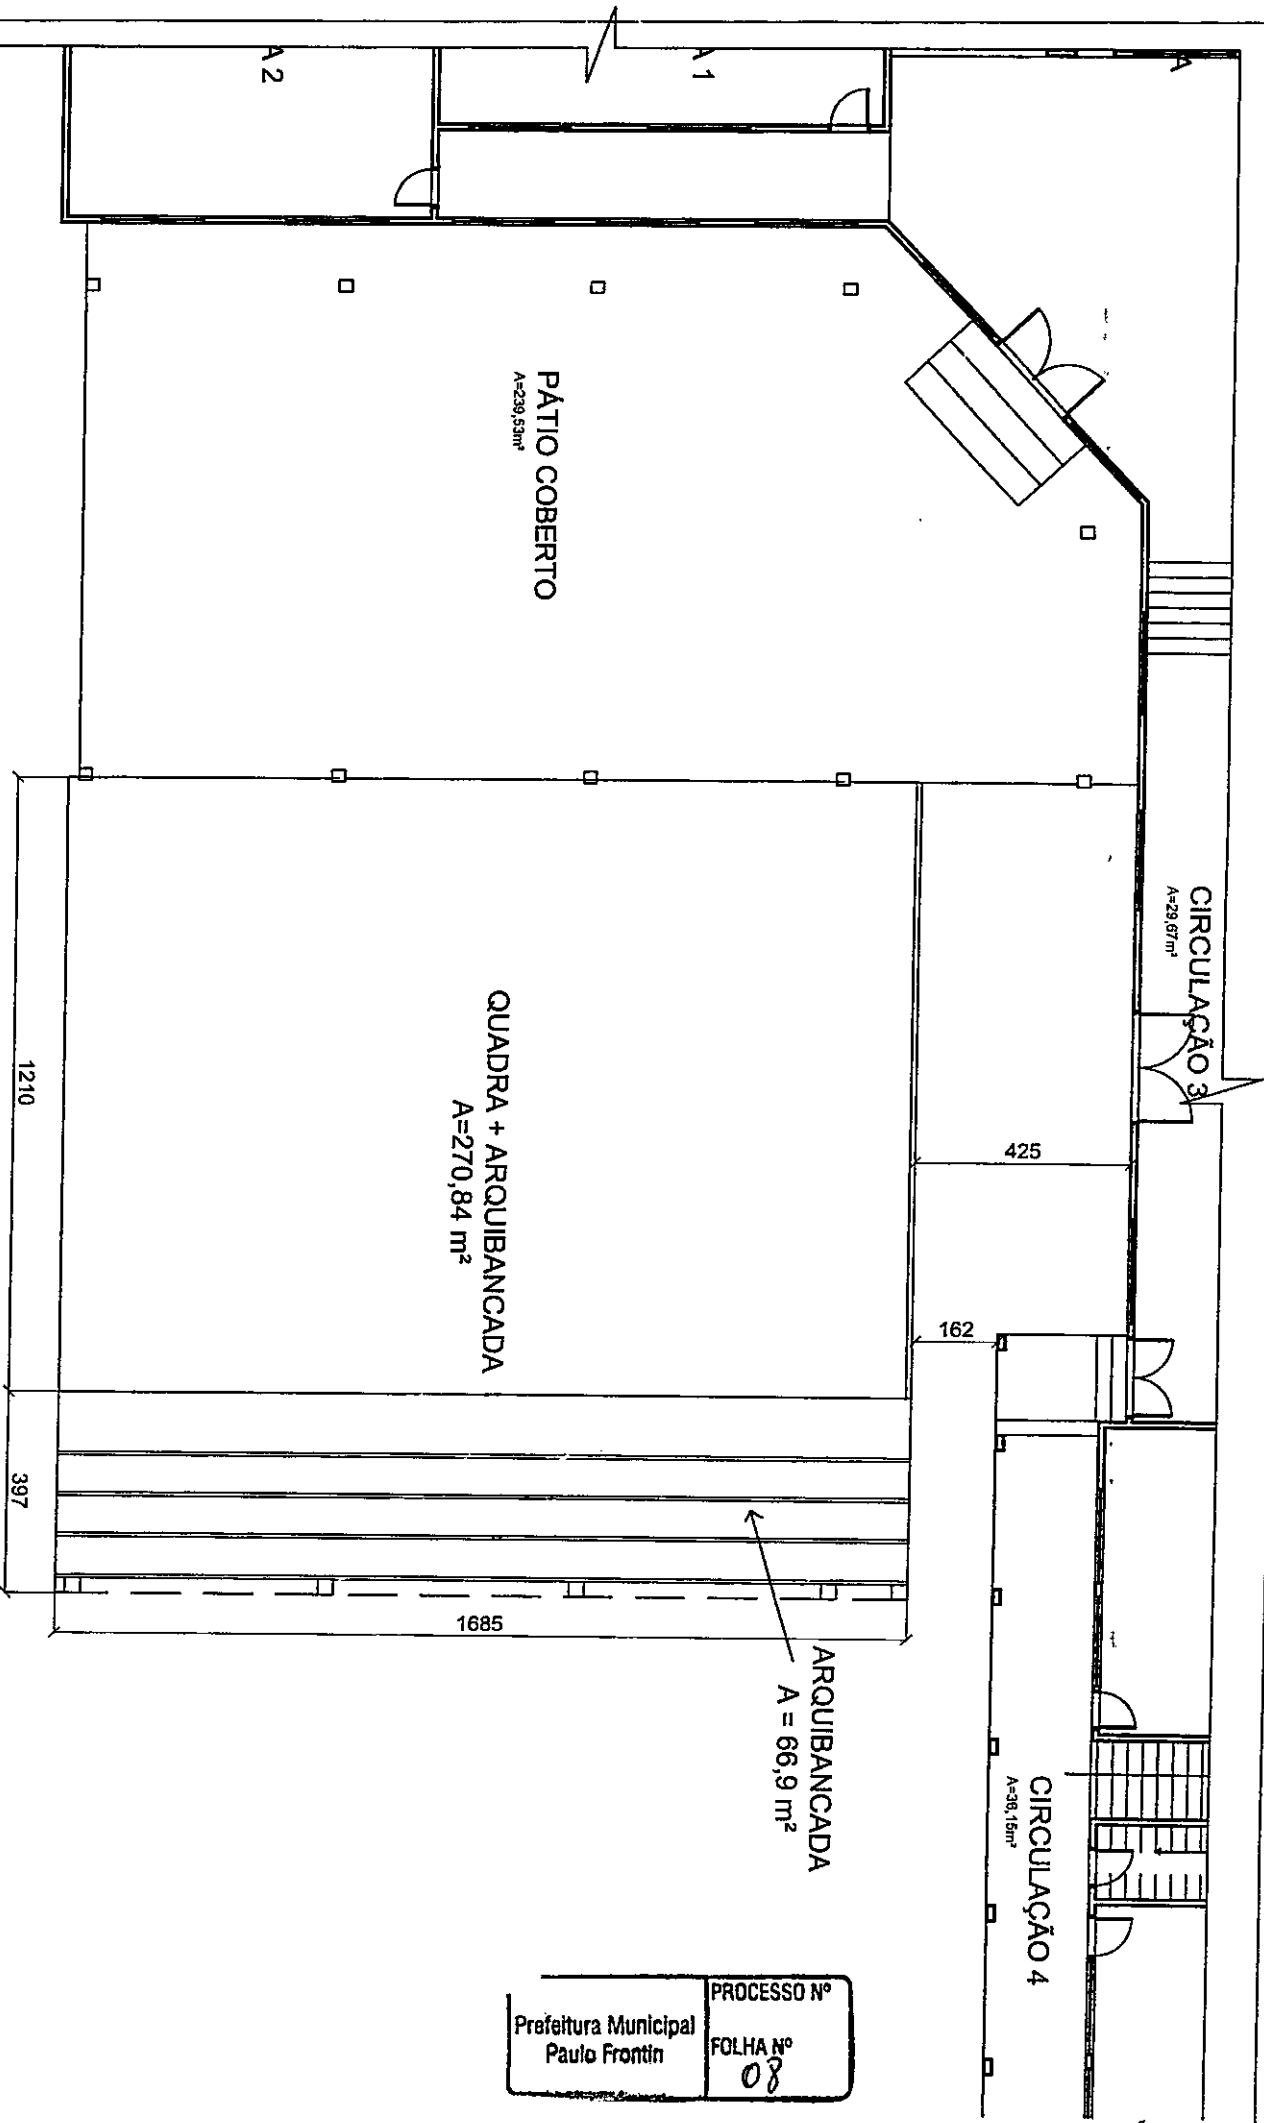 A 2
A 1
A
PÁTIO COBERTO
A=239,53m²
CIRCULAÇÃO 3
A=29,67m²
QUADRA + ARQUIBANCADA
A=270,84 m²
1210
397
425
162
1685
ARQUIBANCADA
A = 66,9 m²
CIRCULAÇÃO 4
A=36,15m²
Prefeitura Municipal
Paulo Frontin
PROCESSO Nº
FOLHA Nº
08